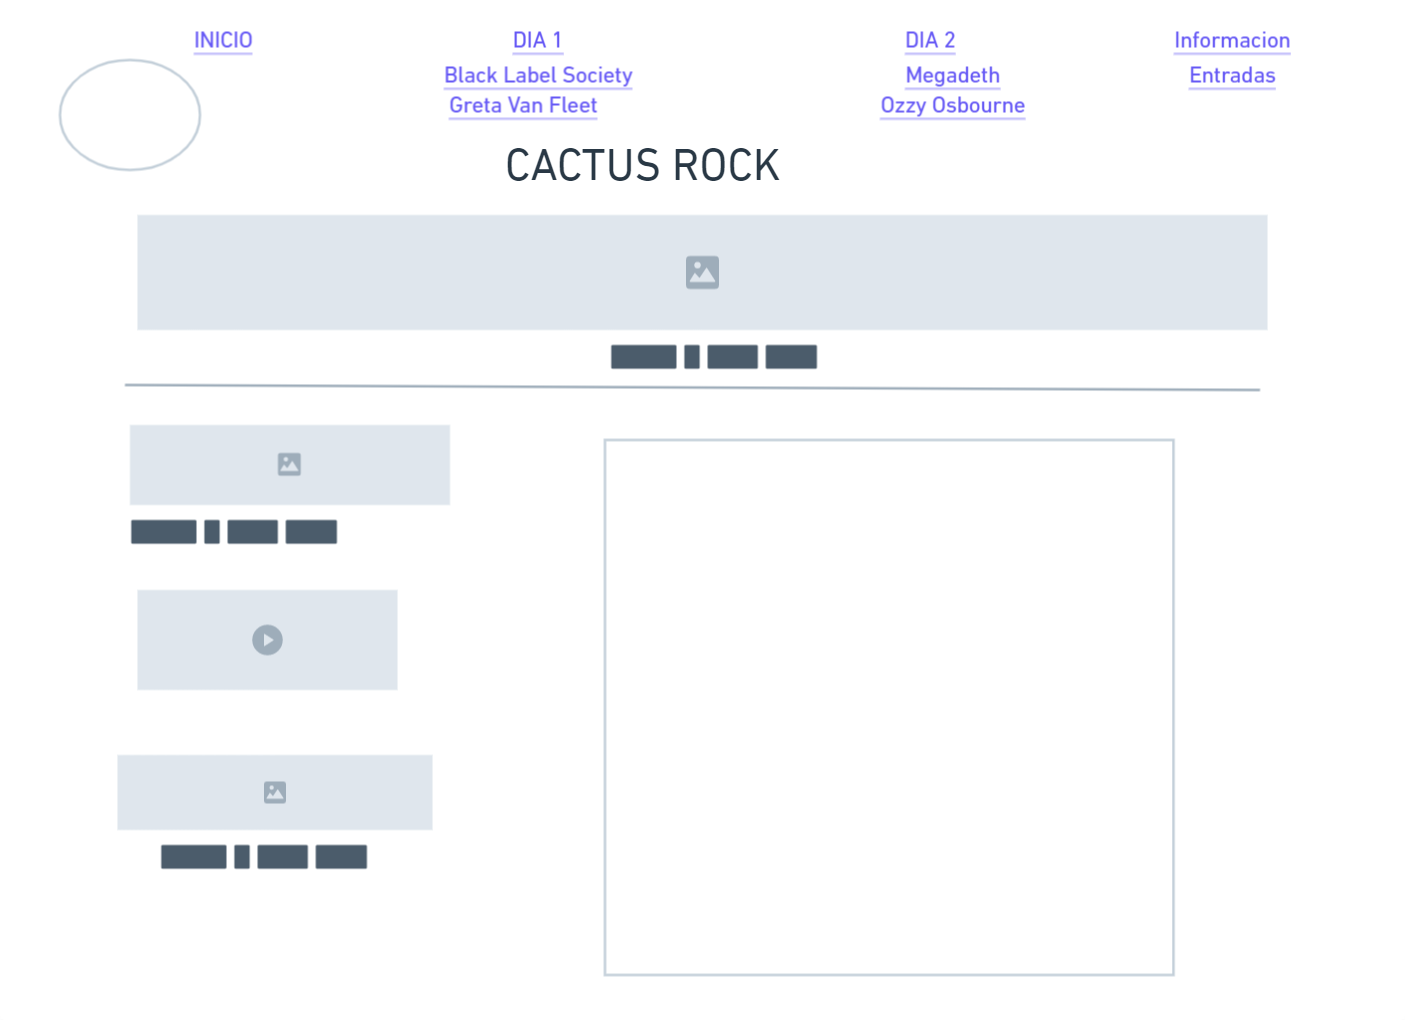 INICIO
DIA 1
DIA 2
Informacion
Black Label Society
Megadeth
Entradas
Greta Van Fleet
Ozzy Osbourne
CACTUS ROCK